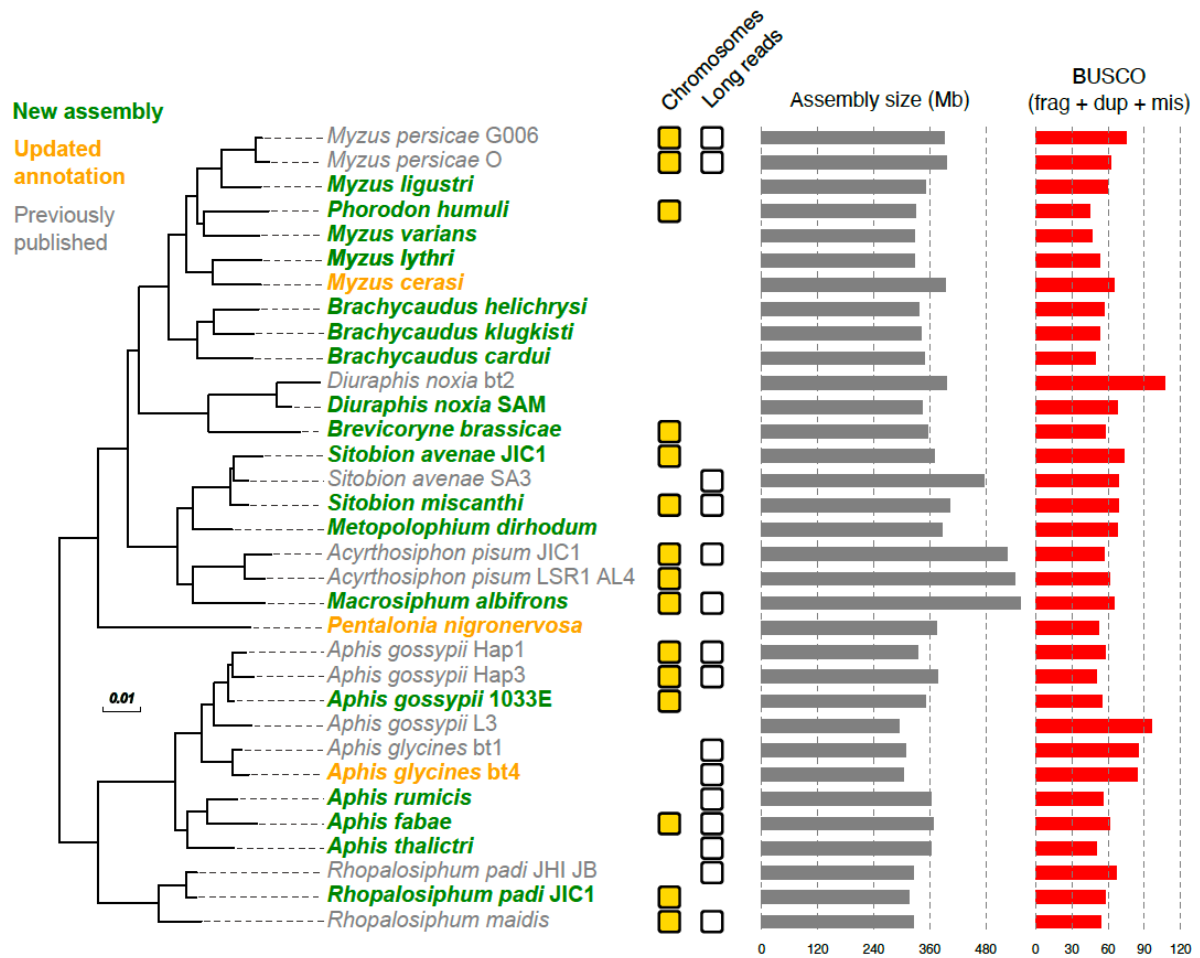 Chromosomes
Long reads
Assembly size (Mb)
BUSCO
(frag + dup + mis)
New assembly
Updated
annotation
Previously
published
Myzus persicae G006
Myzus persicae O
Myzus ligustri
Phorodon humuli
Myzus varians
Myzus lythri
Myzus cerasi
Brachycaudus helichrysi
Brachycaudus klugkisti
Brachycaudus cardui
Diuraphis noxia bt2
Diuraphis noxia SAM
Brevicoryne brassicae
Sitobion avenae JIC1
Sitobion avenae SA3
Sitobion miscanthi
Metopolophium dirhodum
Acyrthosiphon pisum JIC1
Acyrthosiphon pisum LSR1 AL4
Macrosiphum albifrons
Pentalonia nigronervosa
Aphis gossypii Hap1
Aphis gossypii Hap3
0.01
Aphis gossypii 1033E
Aphis gossypii L3
Aphis glycines bt1
Aphis glycines bt4
Aphis rumicis
Aphis fabae
Aphis thalictri
Rhopalosiphum padi JHI JB
Rhopalosiphum padi JIC1
Rhopalosiphum maidis
0 120 240 360 480
0 30 60 90 120